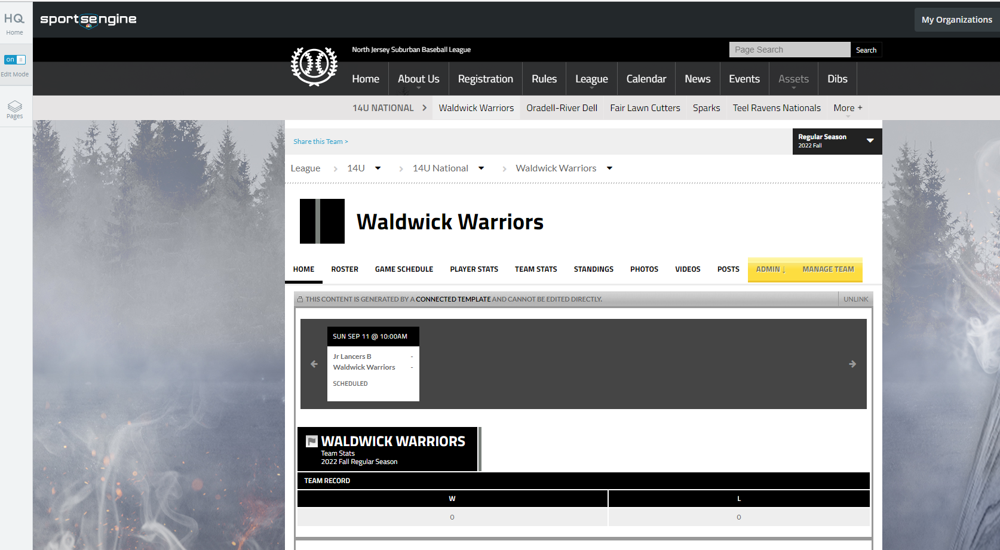 HQ
Home
on
Edit Mode
Pages
sportsengine
My Organizations
North Jersey Suburban Baseball League
Page Search
Search
Home About Us Registration Rules League Calendar News Events Assets Dibs
14U NATIONAL Waldwick Warriors Oradell-River Dell Fair Lawn Cutters Sparks Teel Ravens Nationals More +
Share this Team >
Regular Season
2022 Fall
League 14U 14U National Waldwick Warriors
Waldwick Warriors
HOME ROSTER GAME SCHEDULE PLAYER STATS TEAM STATS STANDINGS PHOTOS VIDEOS POSTS ADMIN ↓ MANAGE TEAM
THIS CONTENT IS GENERATED BY A CONNECTED TEMPLATE AND CANNOT BE EDITED DIRECTLY. UNLINK
SUN SEP 11 @ 10:00AM
Jr Lancers B -
Waldwick Warriors -
SCHEDULED
WALDWICK WARRIORS
Team Stats
2022 Fall Regular Season
TEAM RECORD
W L
0 0